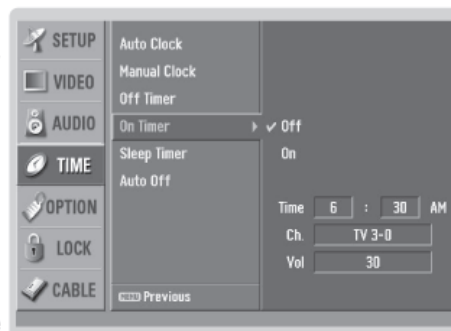 SETUP
VIDEO
AUDIO
TIME
OPTION
LOCK
CABLE
Auto Clock
Manual Clock
Off Timer
On Timer
Sleep Timer
Auto Off
MENU Previous
Off
On
Time 6 : 30 AM
Ch. TV 3-0
Vol 30